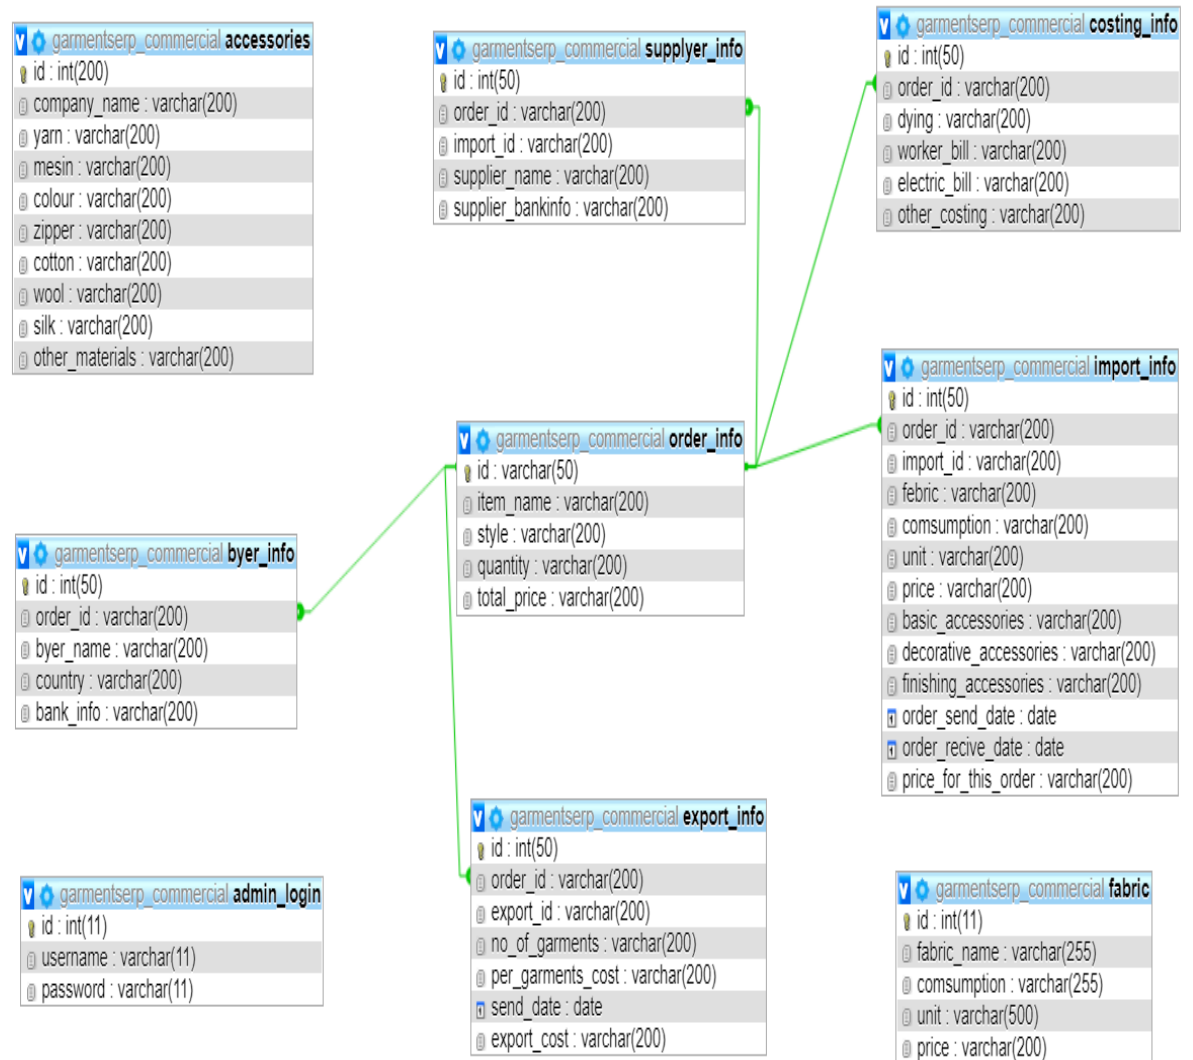 garmentserp_commercial accessories
id : int(200)
company_name : varchar(200)
yarn : varchar(200)
mesin : varchar(200)
colour : varchar(200)
zipper : varchar(200)
cotton : varchar(200)
wool : varchar(200)
silk : varchar(200)
other_materials : varchar(200)
garmentserp_commercial supplyer_info
id : int(50)
order_id : varchar(200)
import_id : varchar(200)
supplier_name : varchar(200)
supplier_bankinfo : varchar(200)
garmentserp_commercial costing_info
id : int(50)
order_id : varchar(200)
dying : varchar(200)
worker_bill : varchar(200)
electric_bill : varchar(200)
other_costing : varchar(200)
garmentserp_commercial order_info
id : varchar(50)
item_name : varchar(200)
style : varchar(200)
quantity : varchar(200)
total_price : varchar(200)
garmentserp_commercial import_info
id : int(50)
order_id : varchar(200)
import_id : varchar(200)
febric : varchar(200)
comsumption : varchar(200)
unit : varchar(200)
price : varchar(200)
basic_accessories : varchar(200)
decorative_accessories : varchar(200)
finishing_accessories : varchar(200)
order_send_date : date
order_recive_date : date
price_for_this_order : varchar(200)
garmentserp_commercial byer_info
id : int(50)
order_id : varchar(200)
byer_name : varchar(200)
country : varchar(200)
bank_info : varchar(200)
garmentserp_commercial export_info
id : int(50)
order_id : varchar(200)
export_id : varchar(200)
no_of_garments : varchar(200)
per_garments_cost : varchar(200)
send_date : date
export_cost : varchar(200)
garmentserp_commercial admin_login
id : int(11)
username : varchar(11)
password : varchar(11)
garmentserp_commercial fabric
id : int(11)
fabric_name : varchar(255)
comsumption : varchar(255)
unit : varchar(500)
price : varchar(200)